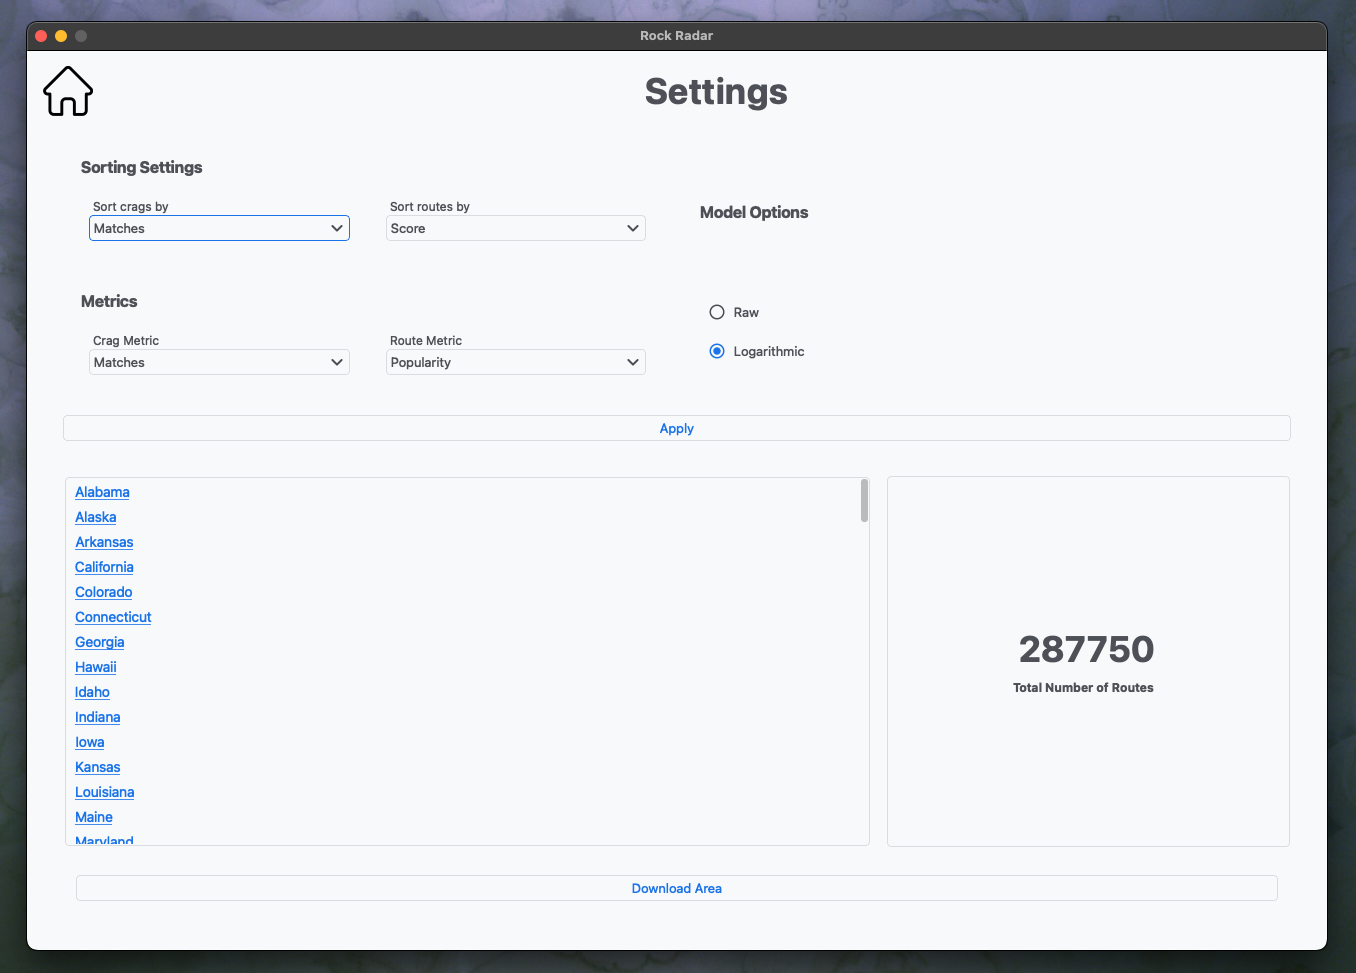 Rock Radar
Settings
Sorting Settings
Sort crags by
Matches
Sort routes by
Score
Model Options
Metrics
Crag Metric
Matches
Route Metric
Popularity
Raw
Logarithmic
Apply
Alabama
Alaska
Arkansas
California
Colorado
Connecticut
Georgia
Hawaii
Idaho
Indiana
Iowa
Kansas
Louisiana
Maine
Maryland
287750
Total Number of Routes
Download Area